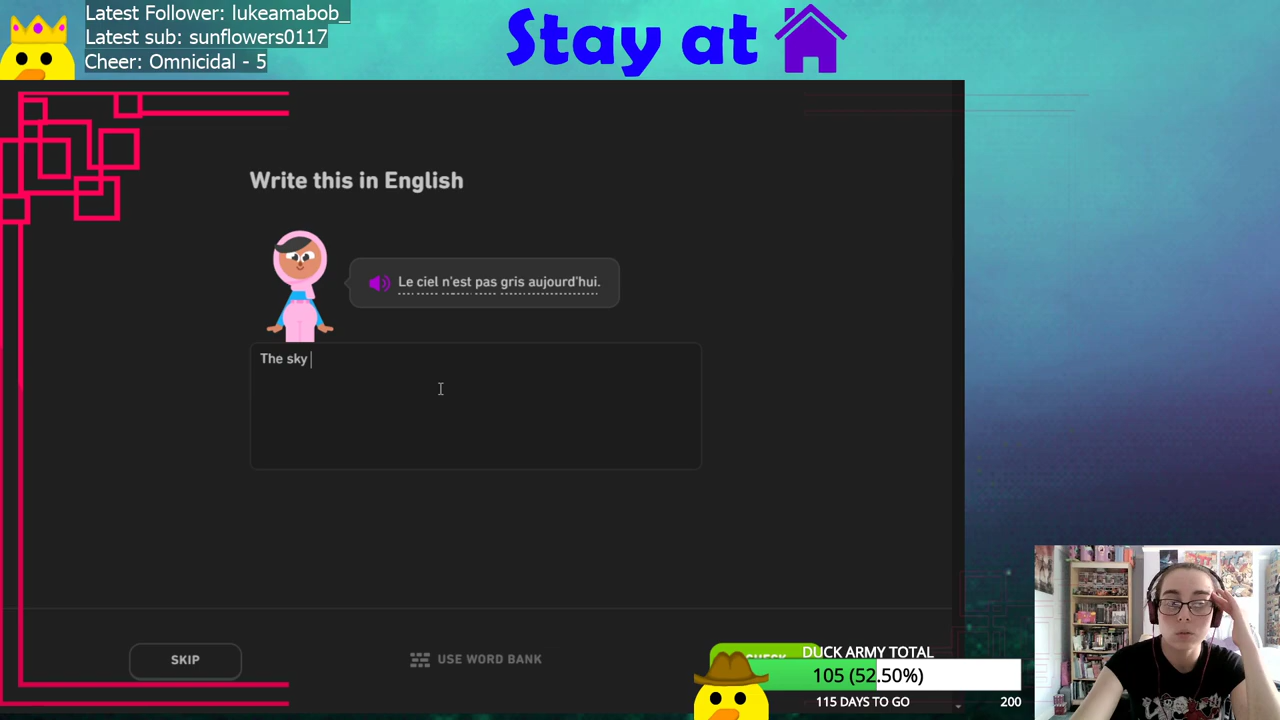 Latest Follower: lukeamabob_
Latest sub: sunflowers0117
Cheer: Omnicidal - 5
Stay at
Write this in English
Le ciel n'est pas gris aujourd'hui.
The sky
SKIP
USE WORD BANK
CHECK
DUCK ARMY TOTAL
105 (52.50%)
115 DAYS TO GO
200